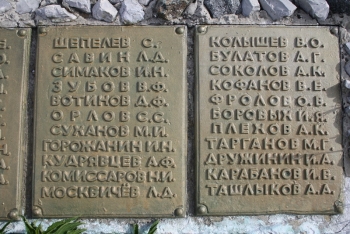 ШЕПЕЛЕВ С.
САВИН Л.Д.
СИМАКОВ И.Н.
ЗУБОВ В.Ф.
ВОТИНОВ А.Ф.
ОРЛОВ С.С.
СУХАНОВ М.И.
ГОРОЖАНИН И.Н.
КУДРЯВЦЕВ А.Ф.
КОМИССАРОВ Н.И.
МОСКВИЧЁВ Л.Д.
КОЛЫШЕВ В.О.
БУЛАТОВ А.Г.
СОКОЛОВ А.К.
КОФАНОВ В.Е.
ФРОЛОВ О.В.
БОРОВЫХ И.Я.
ПЛЕХОВ А.К.
ТАРГАНОВ М.Г.
ДРУЖИНИН И.А.
КАРАБАНОВ И.В.
ТАШЛЫКОВ А.А.